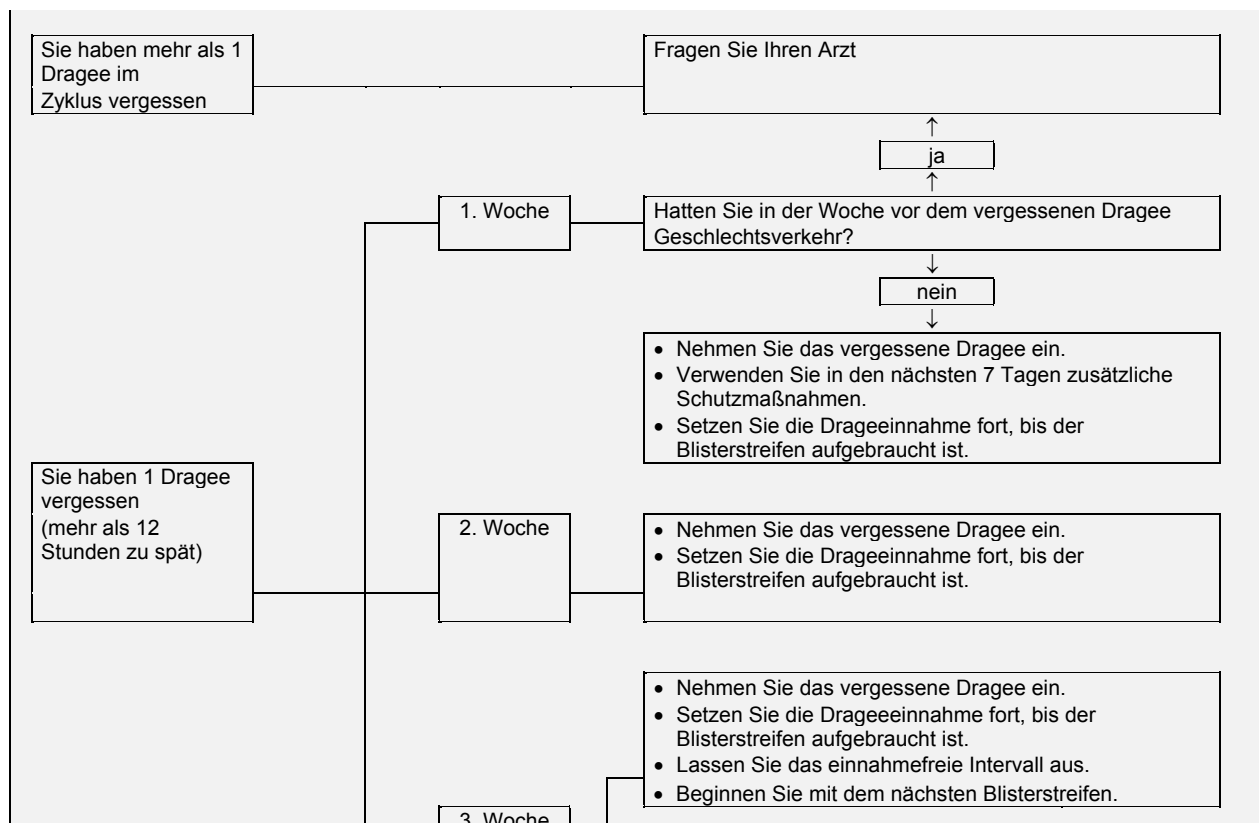 Sie haben mehr als 1
Dragee im
Zyklus vergessen
Fragen Sie Ihren Arzt
↑
ja
↑
1. Woche
Hatten Sie in der Woche vor dem vergessenen Dragee
Geschlechtsverkehr?
↓
nein
↓
• Nehmen Sie das vergessene Dragee ein.
• Verwenden Sie in den nächsten 7 Tagen zusätzliche
Schutzmaßnahmen.
• Setzen Sie die Drageeinnahme fort, bis der
Blisterstreifen aufgebraucht ist.
Sie haben 1 Dragee
vergessen
(mehr als 12
Stunden zu spät)
2. Woche
• Nehmen Sie das vergessene Dragee ein.
• Setzen Sie die Drageeinnahme fort, bis der
Blisterstreifen aufgebraucht ist.
• Nehmen Sie das vergessene Dragee ein.
• Setzen Sie die Drageeeinnahme fort, bis der
Blisterstreifen aufgebraucht ist.
• Lassen Sie das einnahmefreie Intervall aus.
• Beginnen Sie mit dem nächsten Blisterstreifen.
3. Woche